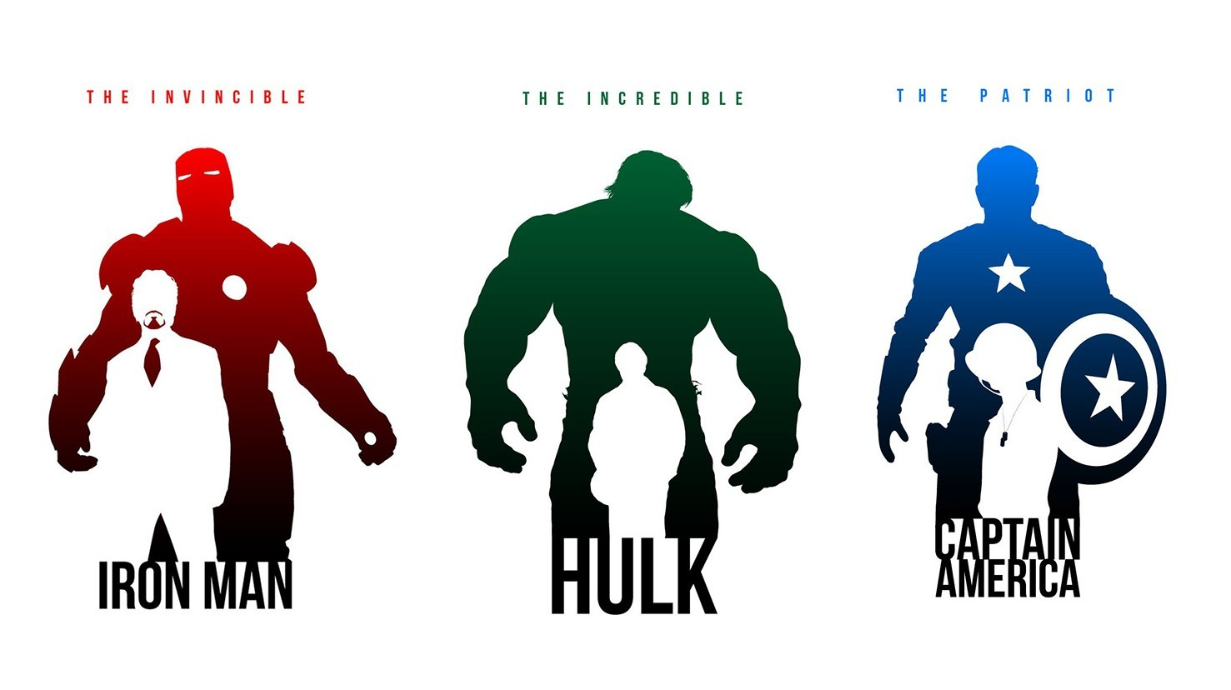 THE INVINCIBLE
IRON MAN
THE INCREDIBLE
HULK
THE PATRIOT
CAPTAIN
AMERICA